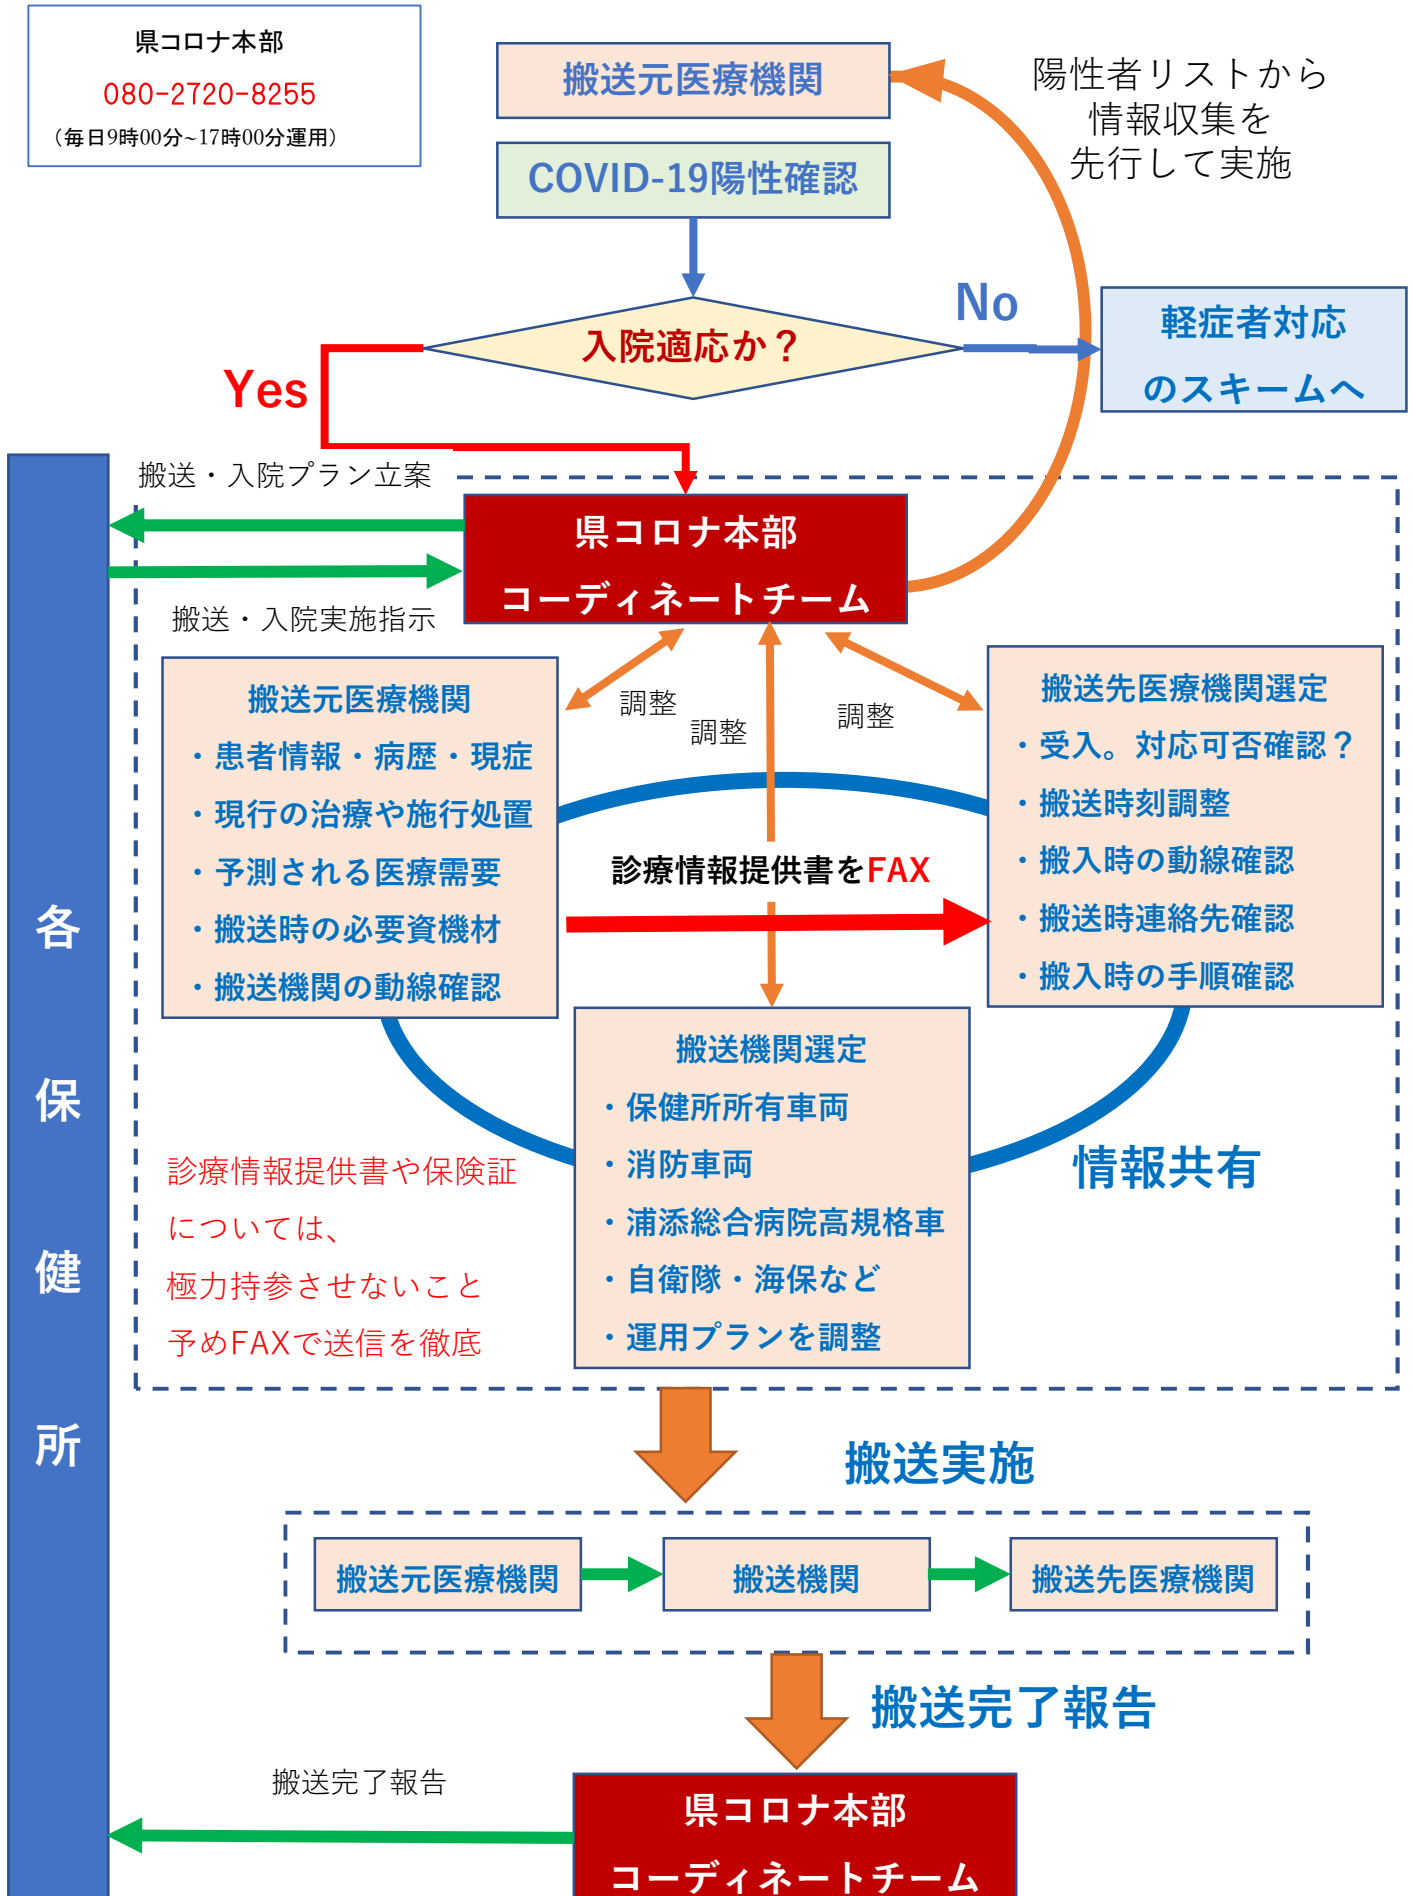 県コロナ本部
080-2720-8255
（毎日9時00分~17時00分運用）
搬送元医療機関
陽性者リストから
情報収集を
先行して実施
COVID-19陽性確認
入院適応か？
No
Yes
軽症者対応
のスキームへ
搬送・入院プラン立案
県コロナ本部
コーディネートチーム
搬送・入院実施指示
調整
調整
調整
搬送元医療機関
・患者情報・病歴・現症
・現行の治療や施行処置
・予測される医療需要
・搬送時の必要資機材
・搬送機関の動線確認
搬送先医療機関選定
・受入。対応可否確認？
・搬送時刻調整
・搬入時の動線確認
・搬送時連絡先確認
・搬入時の手順確認
診療情報提供書をFAX
搬送機関選定
・保健所所有車両
・消防車両
・浦添総合病院高規格車
・自衛隊・海保など
・運用プランを調整
情報共有
診療情報提供書や保険証
については、
極力持参させないこと
予めFAXで送信を徹底
各
保
健
所
搬送実施
搬送元医療機関
搬送機関
搬送先医療機関
搬送完了報告
搬送完了報告
県コロナ本部
コーディネートチーム